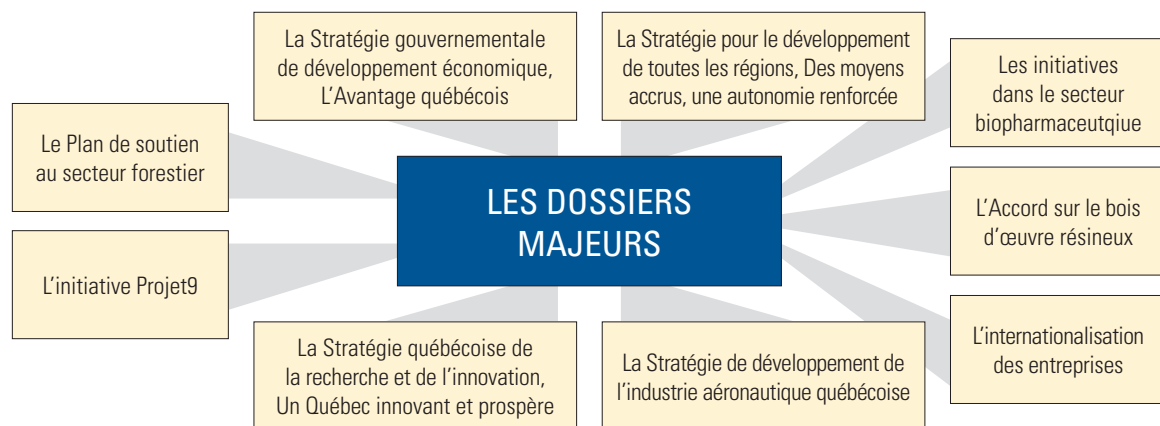 La Stratégie gouvernementale
de développement économique,
L'Avantage québécois
La Stratégie pour le développement
de toutes les régions, Des moyens
accrus, une autonomie renforcée
Les initiatives
dans le secteur
biopharmaceutqiue
Le Plan de soutien
au secteur forestier
LES DOSSIERS
MAJEURS
L'Accord sur le bois
d'œuvre résineux
L'initiative Projet9
La Stratégie québécoise de
la recherche et de l'innovation,
Un Québec innovant et prospère
La Stratégie de développement de
l'industrie aéronautique québécoise
L'internationalisation
des entreprises